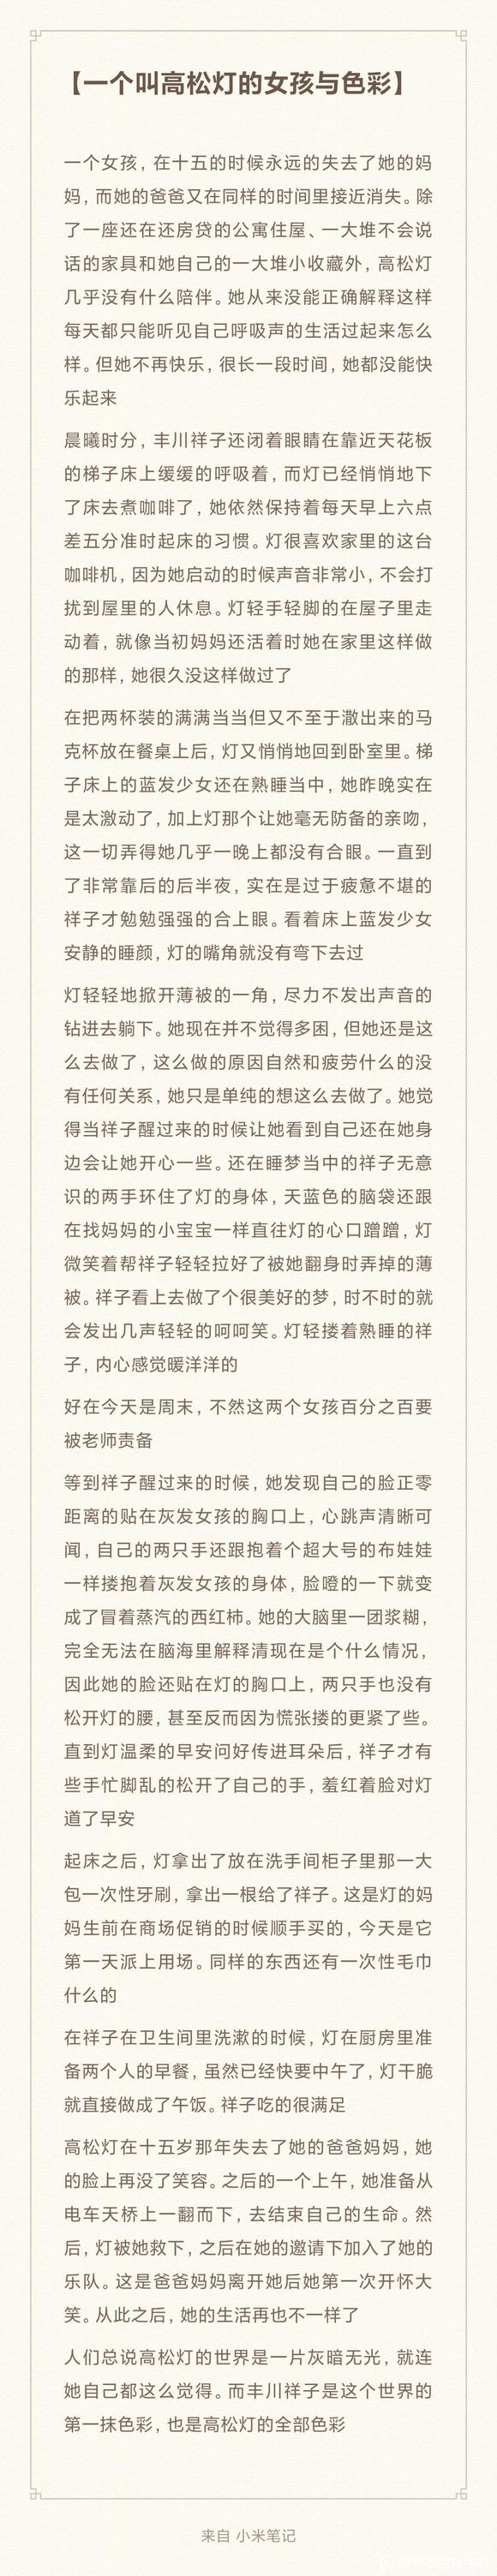 【一个叫高松灯的女孩与色彩】
一个女孩，在十五的时候永远的失去了她的妈
妈，而她的爸爸又在同样的时间里接近消失。除
了一座还在还房贷的公寓住屋、一大堆不会说
话的家具和她自己的一大堆小收藏外，高松灯
几乎没有什么陪伴。她从来没能正确解释这样
每天都只能听见自己呼吸声的生活过起来怎么
样。但她不再快乐，很长一段时间，她都没能快
乐起来
晨曦时分，丰川祥子还闭着眼睛在靠近天花板
的梯子床上缓缓的呼吸着，而灯已经悄悄地下
了床去煮咖啡了，她依然保持着每天早上六点
差五分准时起床的习惯。灯很喜欢家里的这台
咖啡机，因为她启动的时候声音非常小，不会打
扰到屋里的人休息。灯轻手轻脚的在屋子里走
动着，就像当初妈妈还活着时她在家里这样做
的那样，她很久没这样做过了
在把两杯装的满满当当但又不至于潵出来的马
克杯放在餐桌上后，灯又悄悄地回到卧室里。梯
子床上的蓝发少女还在熟睡当中，她昨晚实在
是太激动了，加上灯那个让她毫无防备的亲吻，
这一切弄得她几乎一晚上都没有合眼。一直到
了非常靠后的后半夜，实在是过于疲惫不堪的
祥子才勉勉强强的合上眼。看着床上蓝发少女
安静的睡颜，灯的嘴角就没有弯下去过
灯轻轻地掀开薄被的一角，尽力不发出声音的
钻进去躺下。她现在并不觉得多困，但她还是这
么去做了，这么做的原因自然和疲劳什么的没
有任何关系，她只是单纯的想这么去做了。她觉
得当祥子醒过来的时候让她看到自己还在她身
边会让她开心一些。还在睡梦当中的祥子无意
识的两手环住了灯的身体，天蓝色的脑袋还跟
在找妈妈的小宝宝一样直往灯的心口蹭蹭，灯
微笑着帮祥子轻轻拉好了被她翻身时弄掉的薄
被。祥子看上去做了个很美好的梦，时不时的就
会发出几声轻轻的呵呵笑。灯轻搂着熟睡的祥
子，内心感觉暖洋洋的
好在今天是周末，不然这两个女孩百分之百要
被老师责备
等到祥子醒过来的时候，她发现自己的脸正零
距离的贴在灰发女孩的胸口上，心跳声清晰可
闻，自己的两只手还跟抱着个超大号的布娃娃
一样搂抱着灰发女孩的身体，脸噔的一下就变
成了冒着蒸汽的西红柿。她的大脑里一团浆糊，
完全无法在脑海里解释清现在是个什么情况，
因此她的脸还贴在灯的胸口上，两只手也没有
松开灯的腰，甚至反而因为慌张搂的更紧了些。
直到灯温柔的早安问好传进耳朵后，祥子才有
些手忙脚乱的松开了自己的手，羞红着脸对灯
道了早安
起床之后，灯拿出了放在洗手间柜子里那一大
包一次性牙刷，拿出一根给了祥子。这是灯的妈
妈生前在商场促销的时候顺手买的，今天是它
第一天派上用场。同样的东西还有一次性毛巾
什么的
在祥子在卫生间里洗漱的时候，灯在厨房里准
备两个人的早餐，虽然已经快要中午了，灯干脆
就直接做成了午饭。祥子吃的很满足
高松灯在十五岁那年失去了她的爸爸妈妈，她
的脸上再没了笑容。之后的一个上午，她准备从
电车天桥上一翻而下，去结束自己的生命。然
后，灯被她救下，之后在她的邀请下加入了她的
乐队。这是爸爸妈妈离开她后她第一次开怀大
笑。从此之后，她的生活再也不一样了
人们总说高松灯的世界是一片灰暗无光，就连
她自己都这么觉得。而丰川祥子是这个世界的
第一抹色彩，也是高松灯的全部色彩
来自 小米笔记